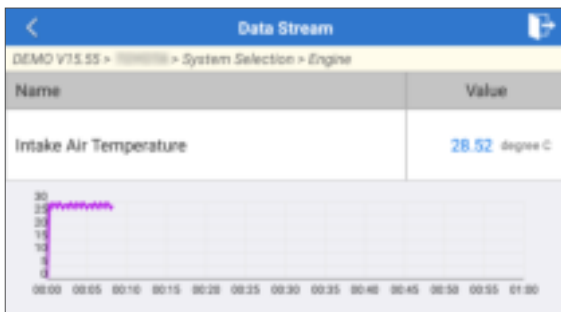 Data Stream
DEMO V15.55 > > System Selection > Engine
Name Value
Intake Air Temperature 28.52 degree C
30
25
20
15
10
5
0
00:00 00:05 00:10 00:15 00:20 00:25 00:30 00:35 00:40 00:45 00:50 00:55 01:00